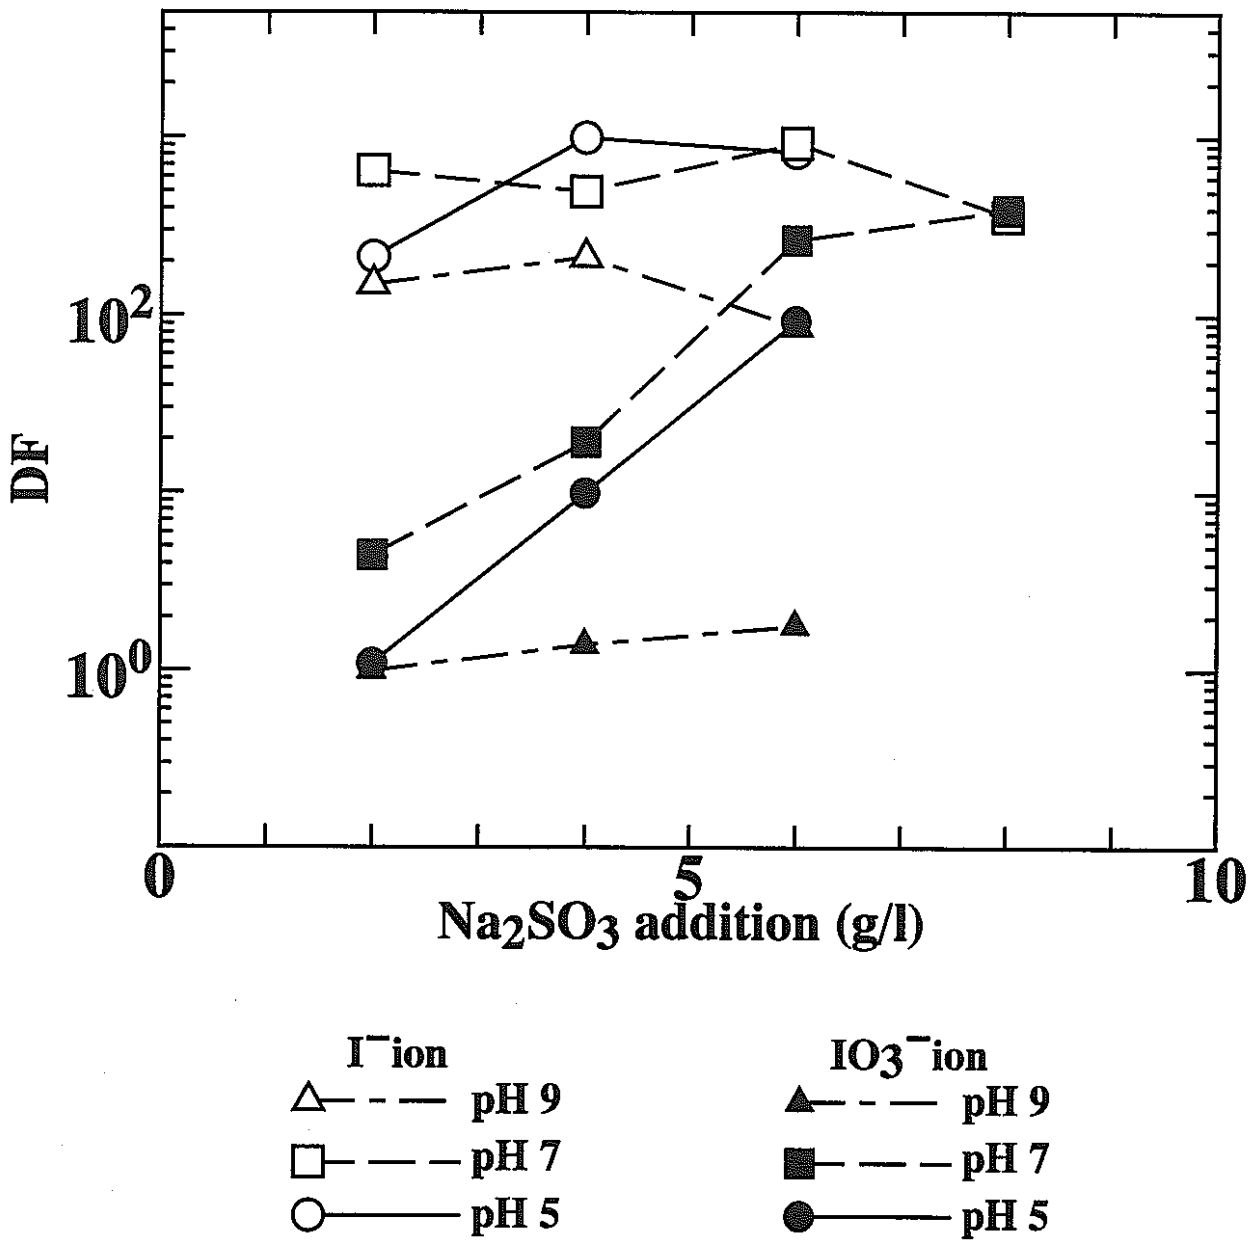 10²
DF
10⁰
0
5
10
Na₂SO₃ addition (g/l)
I⁻ion
IO₃⁻ion
pH 9
pH 9
pH 7
pH 7
pH 5
pH 5